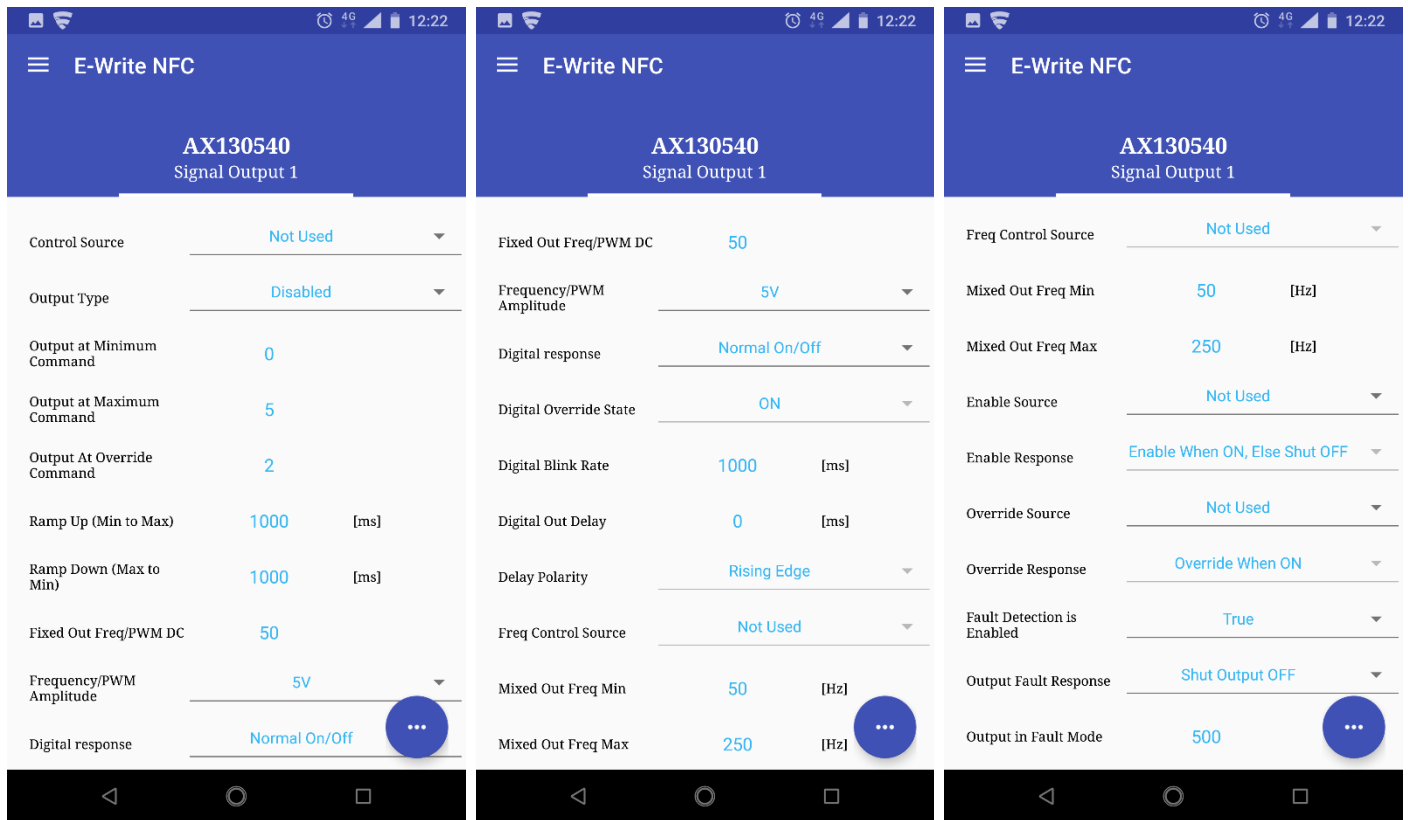 4G 12:22
E-Write NFC
AX130540
Signal Output 1
Control Source Not Used
Output Type Disabled
Output at Minimum
Command 0
Output at Maximum
Command 5
Output At Override
Command 2
Ramp Up (Min to Max) 1000 [ms]
Ramp Down (Max to
Min) 1000 [ms]
Fixed Out Freq/PWM DC 50
Frequency/PWM
Amplitude 5V
Digital response Normal On/Off
4G 12:22
E-Write NFC
AX130540
Signal Output 1
Fixed Out Freq/PWM DC 50
Frequency/PWM
Amplitude 5V
Digital response Normal On/Off
Digital Override State ON
Digital Blink Rate 1000 [ms]
Digital Out Delay 0 [ms]
Delay Polarity Rising Edge
Freq Control Source Not Used
Mixed Out Freq Min 50 [Hz]
Mixed Out Freq Max 250 [Hz]
4G 12:22
E-Write NFC
AX130540
Signal Output 1
Freq Control Source Not Used
Mixed Out Freq Min 50 [Hz]
Mixed Out Freq Max 250 [Hz]
Enable Source Not Used
Enable Response Enable When ON, Else Shut OFF
Override Source Not Used
Override Response Override When ON
Fault Detection is
Enabled True
Output Fault Response Shut Output OFF
Output in Fault Mode 500